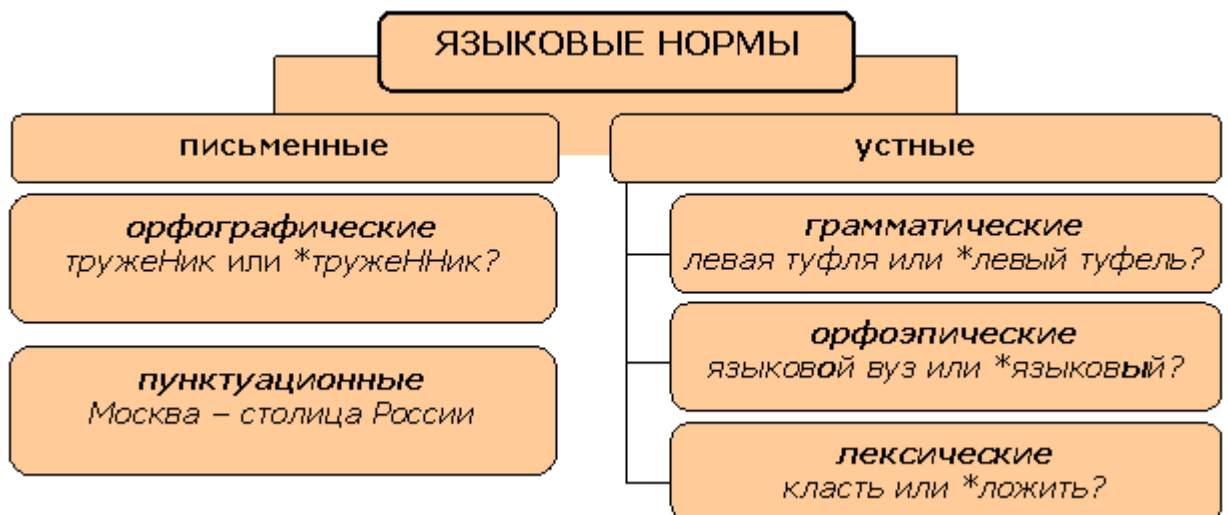 ЯЗЫКОВЫЕ НОРМЫ
письменные
орфографические
тружеНик или *тружеННик?
пунктуационные
Москва – столица России
устные
грамматические
левая туфля или *левый туфель?
орфоэпические
языковой вуз или *языковый?
лексические
класть или *ложить?